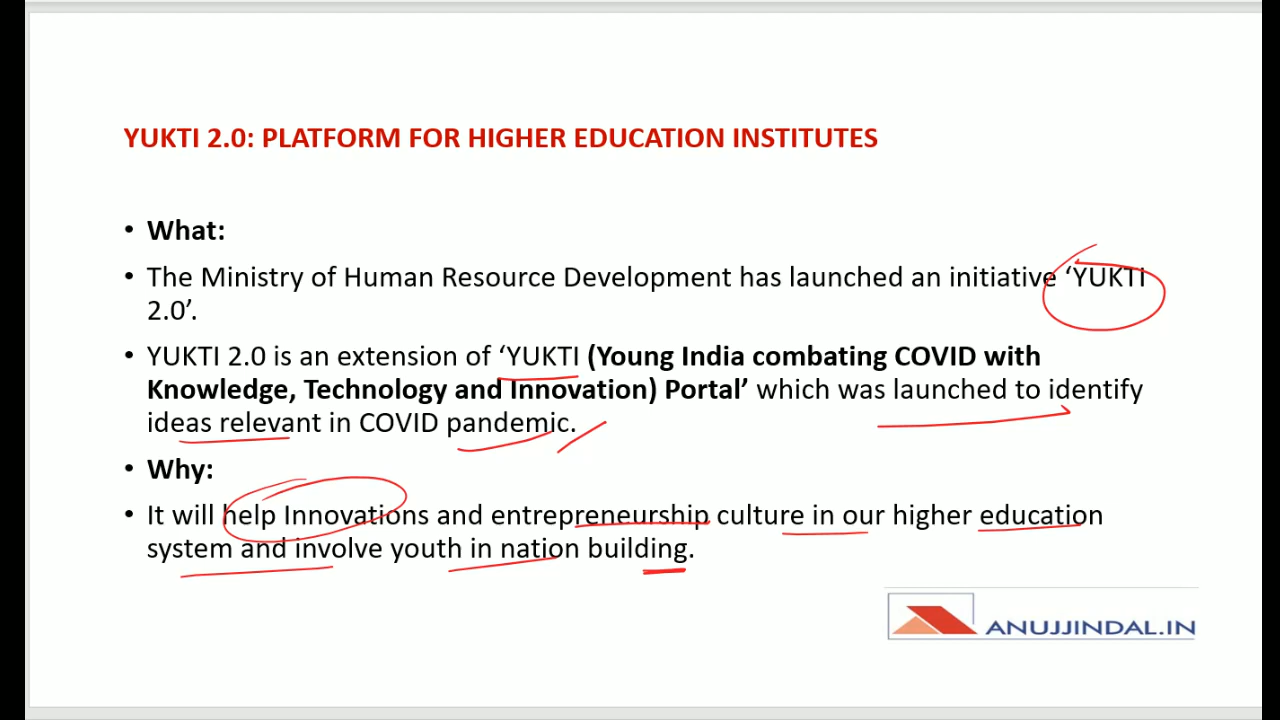 YUKTI 2.0: PLATFORM FOR HIGHER EDUCATION INSTITUTES
• What:
• The Ministry of Human Resource Development has launched an initiative ‘YUKTI
2.0’.
• YUKTI 2.0 is an extension of ‘YUKTI (Young India combating COVID with
Knowledge, Technology and Innovation) Portal’ which was launched to identify
ideas relevant in COVID pandemic.
• Why:
• It will help Innovations and entrepreneurship culture in our higher education
system and involve youth in nation building.
ANUJJINDAL.IN